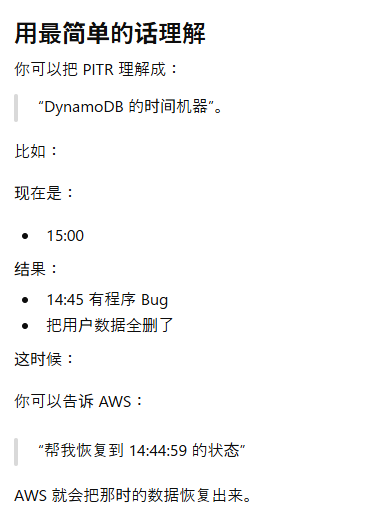 用最简单的话理解
你可以把 PITR 理解成：
“DynamoDB 的时间机器”。
比如：
现在是：
• 15:00
结果：
• 14:45 有程序 Bug
• 把用户数据全删了
这时候：
你可以告诉 AWS：
“帮我恢复到 14:44:59 的状态”
AWS 就会把那时的数据恢复出来。